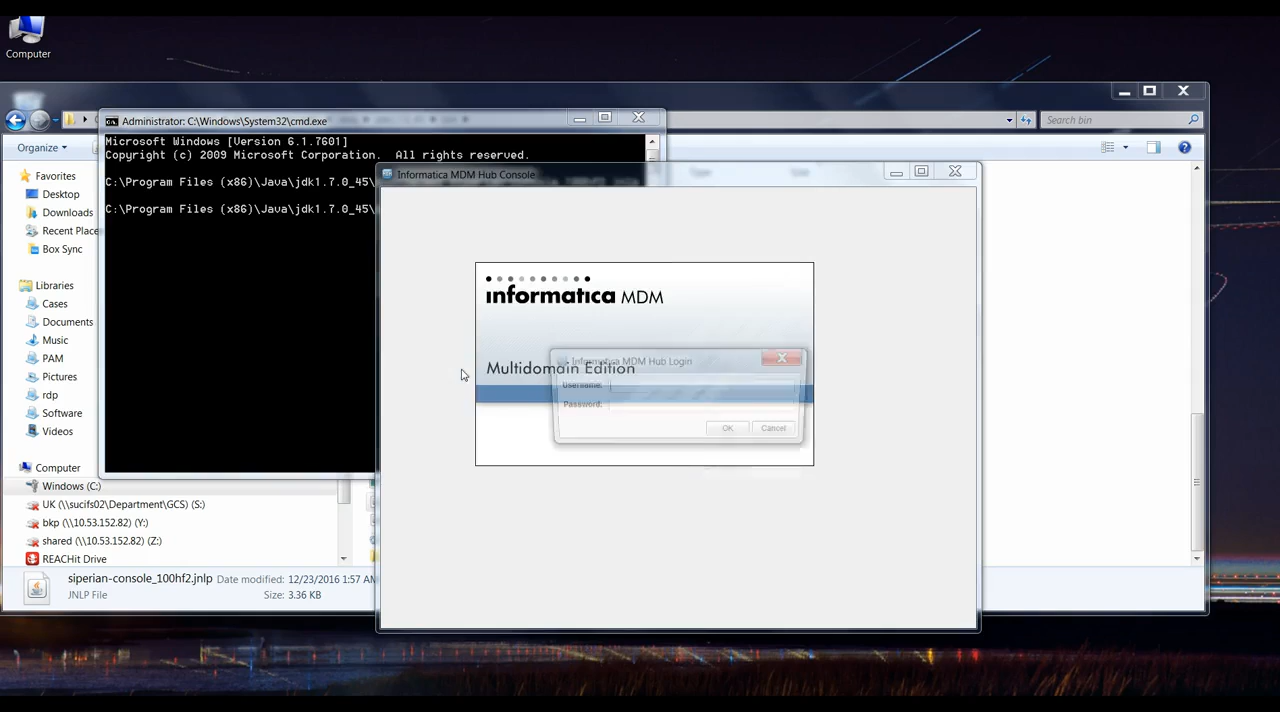 Computer
Administrator: C:\Windows\System32\cmd.exe
Search bin
Microsoft Windows [Version 6.1.7601]
Copyright (c) 2009 Microsoft Corporation.  All rights reserved.
C:\Program Files (x86)\Java\jdk1.7.0_45\
C:\Program Files (x86)\Java\jdk1.7.0_45\
Organize
Favorites
Desktop
Downloads
Recent Place
Box Sync
Libraries
Cases
Documents
Music
PAM
Pictures
rdp
Software
Videos
Computer
Windows (C:)
UK (\\sucifs02\Department\GCS) (S:)
bkp (\\10.53.152.82) (Y:)
shared (\\10.53.152.82) (Z:)
REACHit Drive
Informatica MDM Hub Console
informatica MDM
Multidomain Edition
Informatica MDM Hub Login
Username:
Password:
OK
Cancel
siperian-console_100hf2.jnlp
Date modified: 12/23/2016 1:57 AM
JNLP File
Size: 3.36 KB